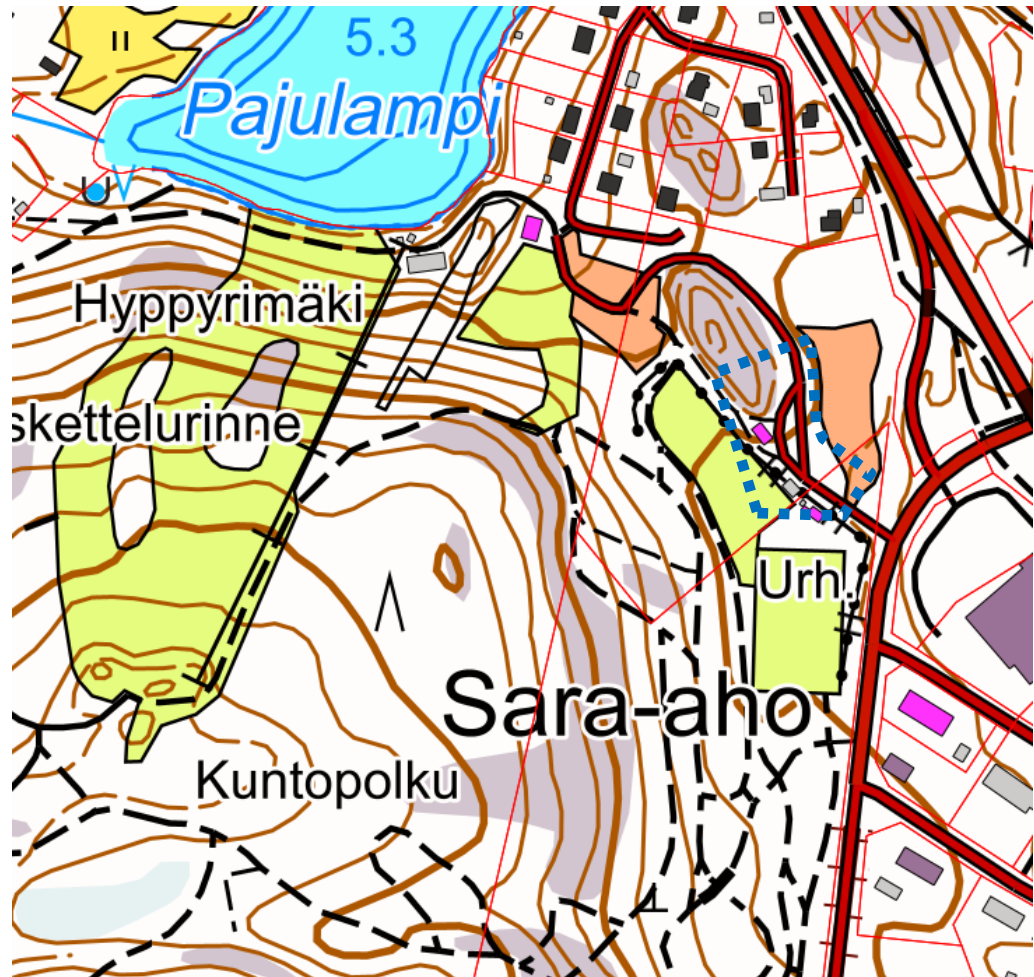 5.3
Pajulampi
Hyppyrimäki
skettelurinne
Urh.
Sara-aho
Kuntopolku